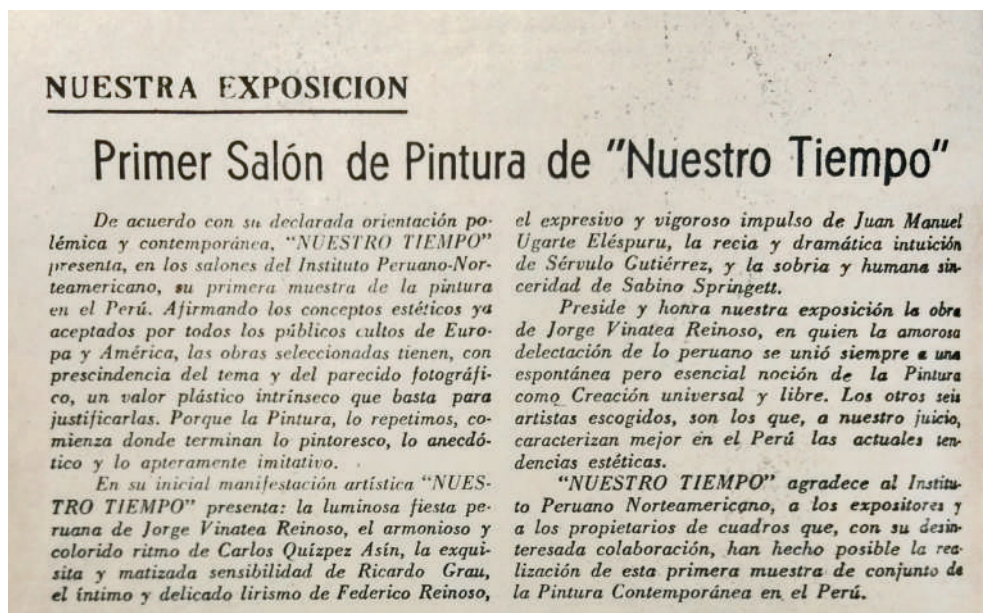 NUESTRA EXPOSICION
Primer Salón de Pintura de "Nuestro Tiempo"
De acuerdo con su declarada orientación po-
lémica y contemporánea, "NUESTRO TIEMPO"
presenta, en los salones del Instituto Peruano-Nor-
teamericano, su primera muestra de la pintura
en el Perú. Afirmando los conceptos estéticos ya
aceptados por todos los públicos cultos de Euro-
pa y América, las obras seleccionadas tienen, con
prescindencia del tema y del parecido fotográfi-
co, un valor plástico intrínseco que basta para
justificarlas. Porque la Pintura, lo repetimos, co-
mienza donde terminan lo pintoresco, lo anecdó-
tico y lo apteramente imitativo.
En su inicial manifestación artística "NUES-
TRO TIEMPO" presenta: la luminosa fiesta pe-
ruana de Jorge Vinatea Reinoso, el armonioso y
colorido ritmo de Carlos Quízpez Asín, la exqui-
sita y matizada sensibilidad de Ricardo Grau,
el íntimo y delicado lirismo de Federico Reinoso,
el expresivo y vigoroso impulso de Juan Manuel
Ugarte Eléspuru, la recia y dramática intuición
de Sérvulo Gutiérrez, y la sobria y humana sin-
ceridad de Sabino Springett.
Preside y honra nuestra exposición la obra
de Jorge Vinatea Reinoso, en quien la amorosa
delectación de lo peruano se unió siempre a una
espontánea pero esencial noción de la Pintura
como Creación universal y libre. Los otros seis
artistas escogidos, son los que, a nuestro juicio,
caracterizan mejor en el Perú las actuales ten-
dencias estéticas.
"NUESTRO TIEMPO" agradece al Institu-
to Peruano Norteamericano, a los expositores y
a los propietarios de cuadros que, con su desin-
teresada colaboración, han hecho posible la rea-
lización de esta primera muestra de conjunto de
la Pintura Contemporánea en el Perú.